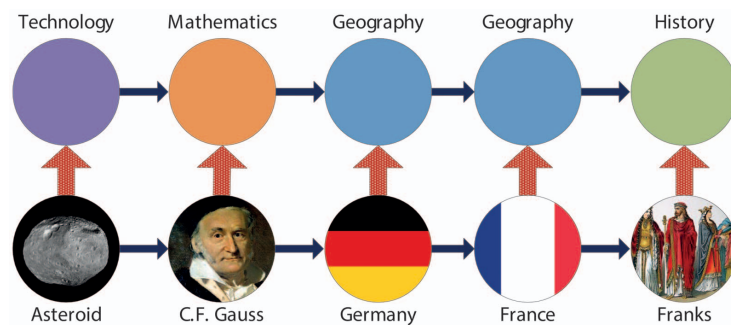 Technology
Mathematics
Geography
Geography
History
Asteroid
C.F. Gauss
Germany
France
Franks